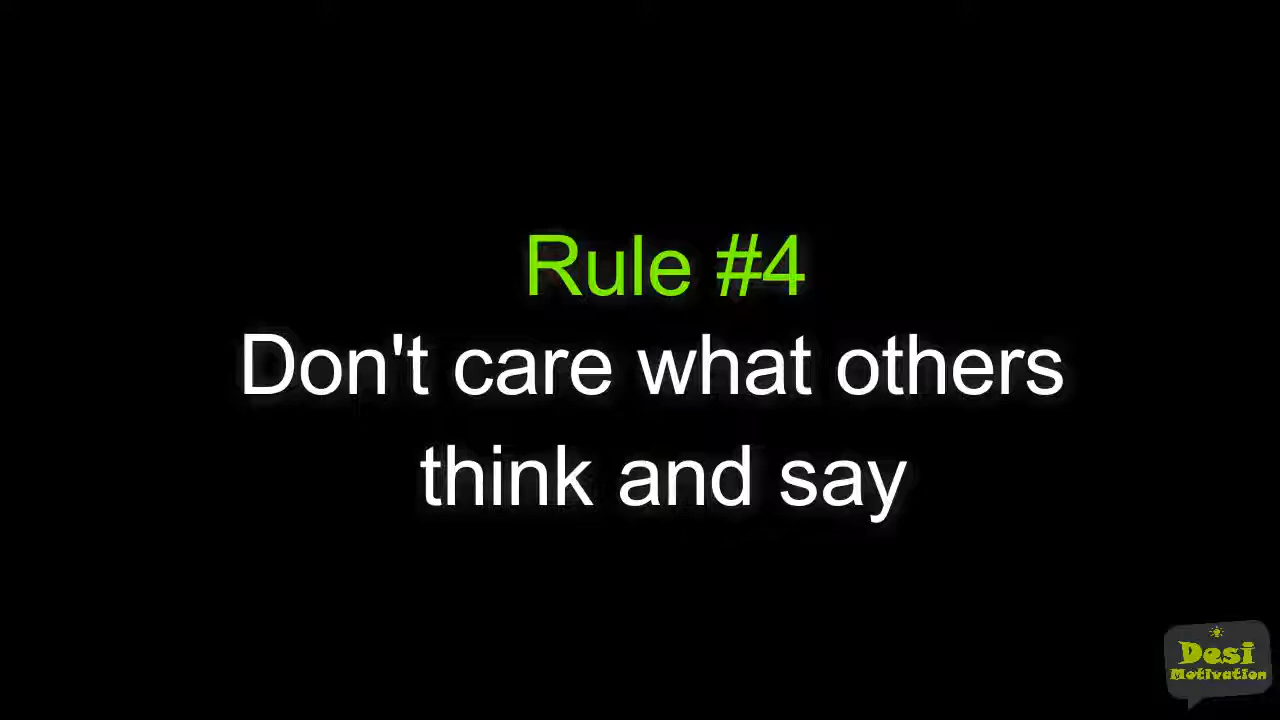 Rule #4
Don't care what others
think and say
Desi
Motivation